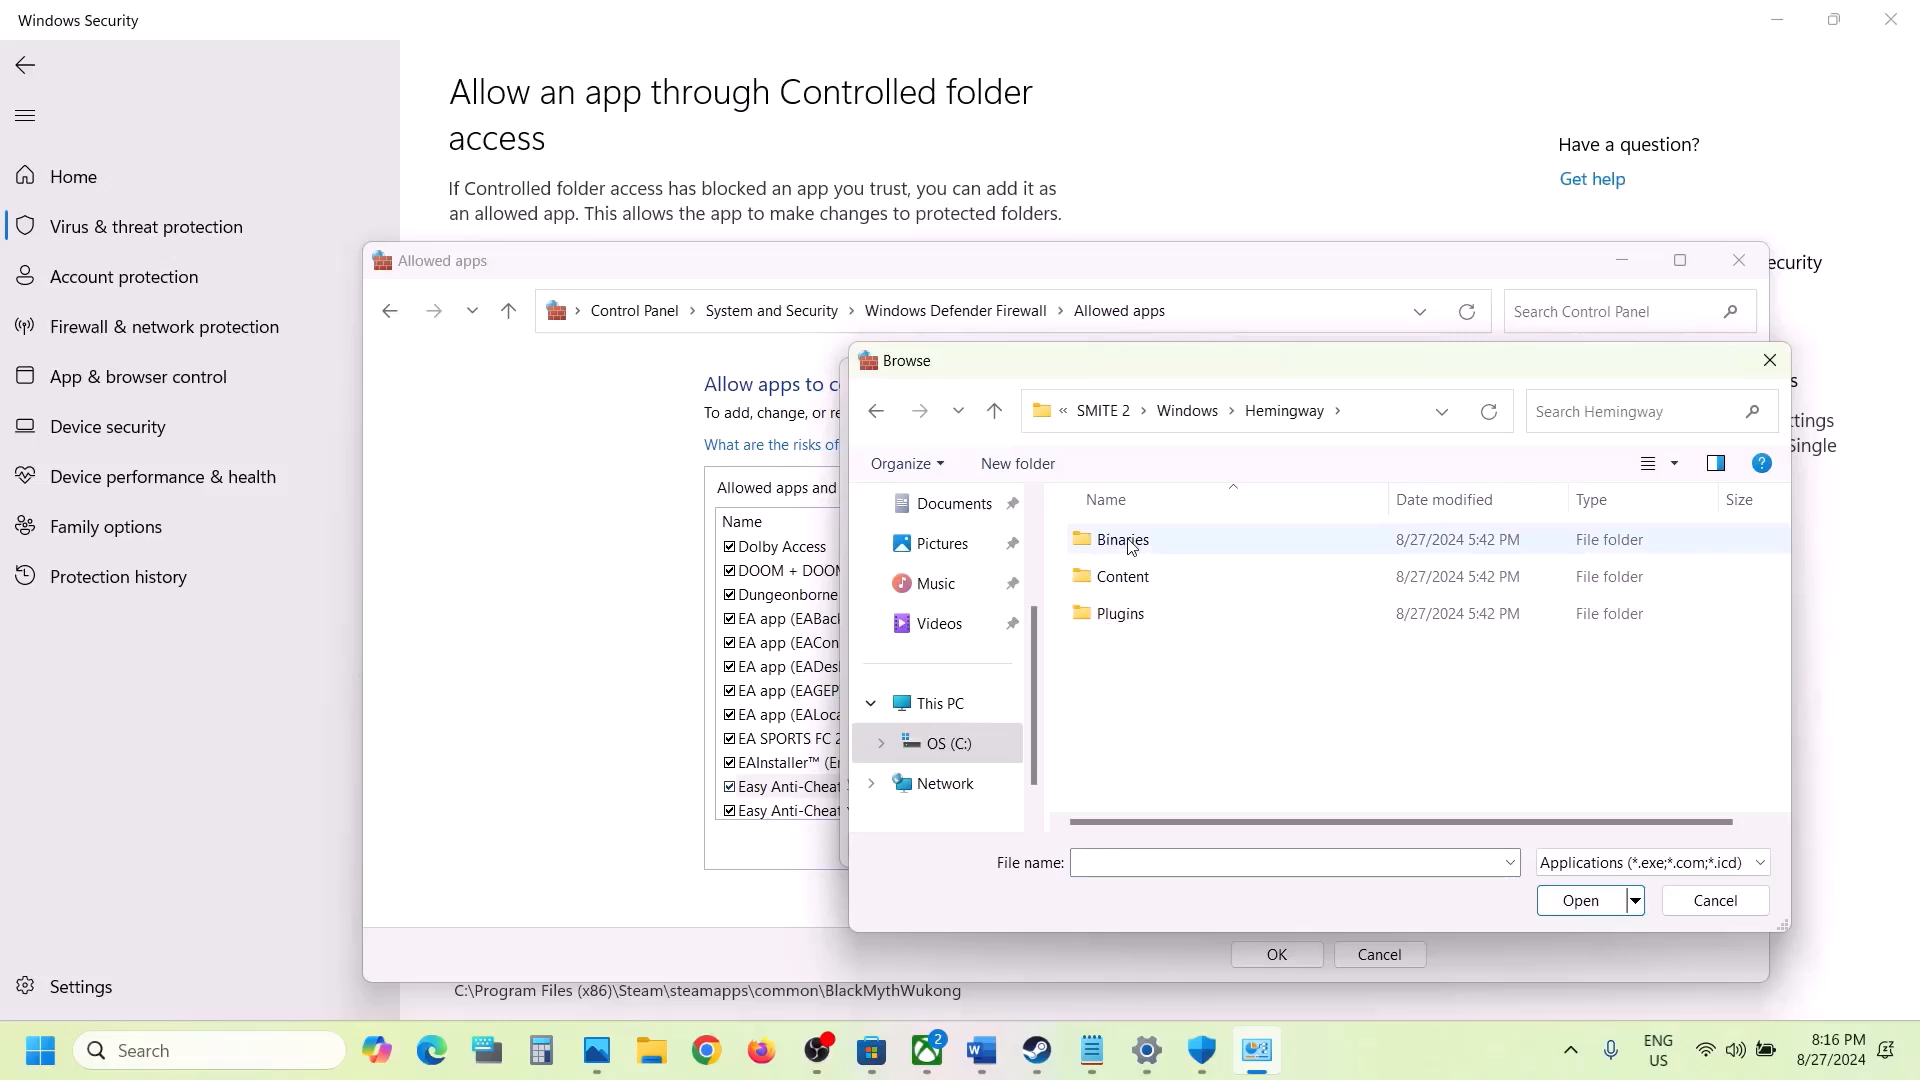 Windows Security
Home
Virus & threat protection
Account protection
Firewall & network protection
App & browser control
Device security
Device performance & health
Family options
Protection history
Settings
Allow an app through Controlled folder
access
If Controlled folder access has blocked an app you trust, you can add it as
an allowed app. This allows the app to make changes to protected folders.
Have a question?
Get help
ecurity
s
ttings
Single
Allowed apps
Control Panel > System and Security > Windows Defender Firewall > Allowed apps
Search Control Panel
Allow apps to c
To add, change, or re
What are the risks of
Allowed apps and
Name
Dolby Access
DOOM + DOOM
Dungeonborne
EA app (EABac
EA app (EACon
EA app (EADes
EA app (EAGEP
EA app (EALoca
EA SPORTS FC 2
EAInstaller™ (Er
Easy Anti-Cheat
Easy Anti-Cheat
OK
Cancel
C:\Program Files (x86)\Steam\steamapps\common\BlackMythWukong
Browse
« SMITE 2 > Windows > Hemingway >
Search Hemingway
Organize
New folder
Documents
Pictures
Music
Videos
This PC
OS (C:)
Network
Name Date modified Type Size
Binaries 8/27/2024 5:42 PM File folder
Content 8/27/2024 5:42 PM File folder
Plugins 8/27/2024 5:42 PM File folder
File name:
Applications (*.exe;*.com;*.icd)
Open
Cancel
Search
2
ENG
US
8:16 PM
8/27/2024